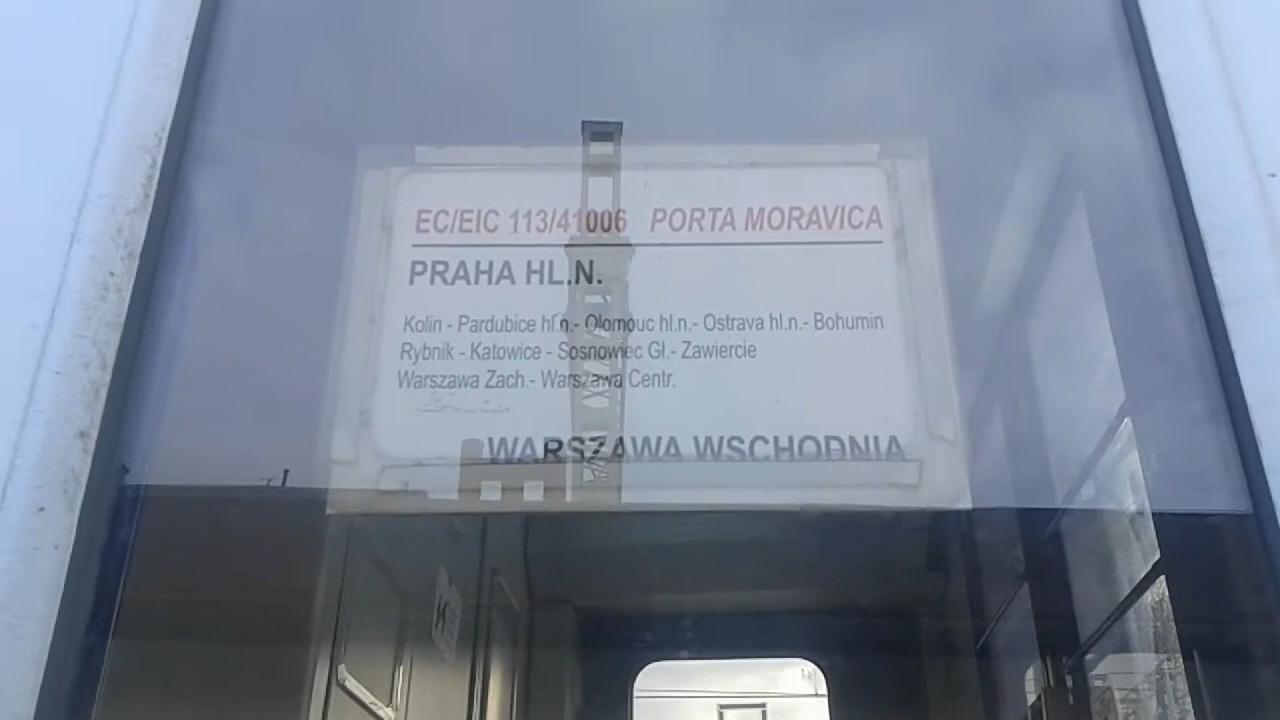 EC/EIC 113/41006 PORTA MORAVICA
PRAHA HL.N.
Kolin - Pardubice hl.n.- Olomouc hl.n.- Ostrava hl.n.- Bohumin
Rybnik - Katowice - Sosnowiec Gł.- Zawiercie
Warszawa Zach.- Warszawa Centr.
WARSZAWA WSCHODNIA